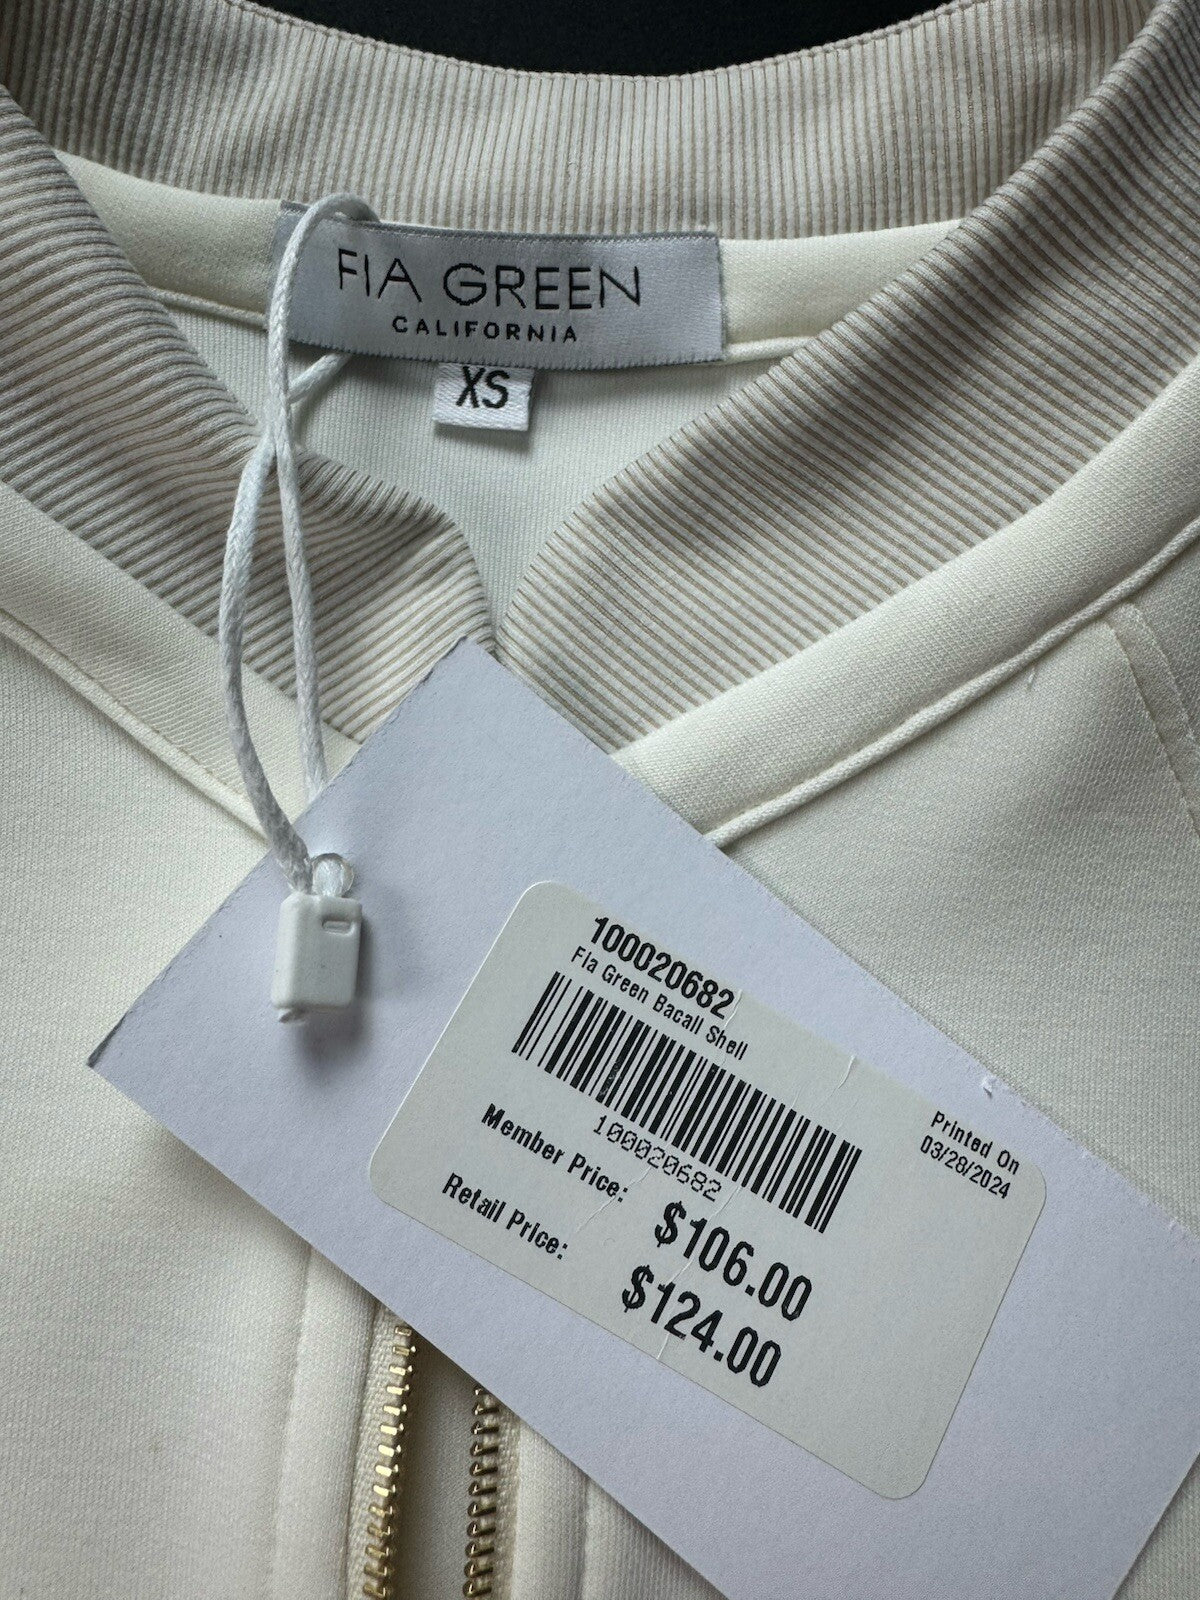 FIA GREEN
CALIFORNIA
XS
100020682
Fia Green Bacall Shell
100020682
Printed On
03/28/2024
Member Price: $106.00
Retail Price: $124.00